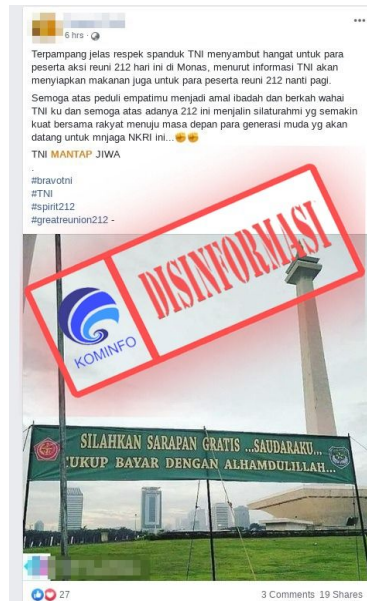 6 hrs ·
Terpampang jelas respek spanduk TNI menyambut hangat untuk para
peserta aksi reuni 212 hari ini di Monas, menurut informasi TNI akan
menyiapkan makanan juga untuk para peserta reuni 212 nanti pagi.
Semoga atas peduli empatimu menjadi amal ibadah dan berkah wahai
TNI ku dan semoga atas adanya 212 ini menjalin silaturahmi yg semakin
kuat bersama rakyat menuju masa depan para generasi muda yg akan
datang untuk mnjaga NKRI ini...✊✊
TNI MANTAP JIWA
.
#bravotni
#TNI
#spirit212
#greatreunion212 -
KOMINFO
DISINFORMASI
SILAHKAN SARAPAN GRATIS ...SAUDARAKU...
CUKUP BAYAR DENGAN ALHAMDULILLAH...
27
3 Comments 19 Shares